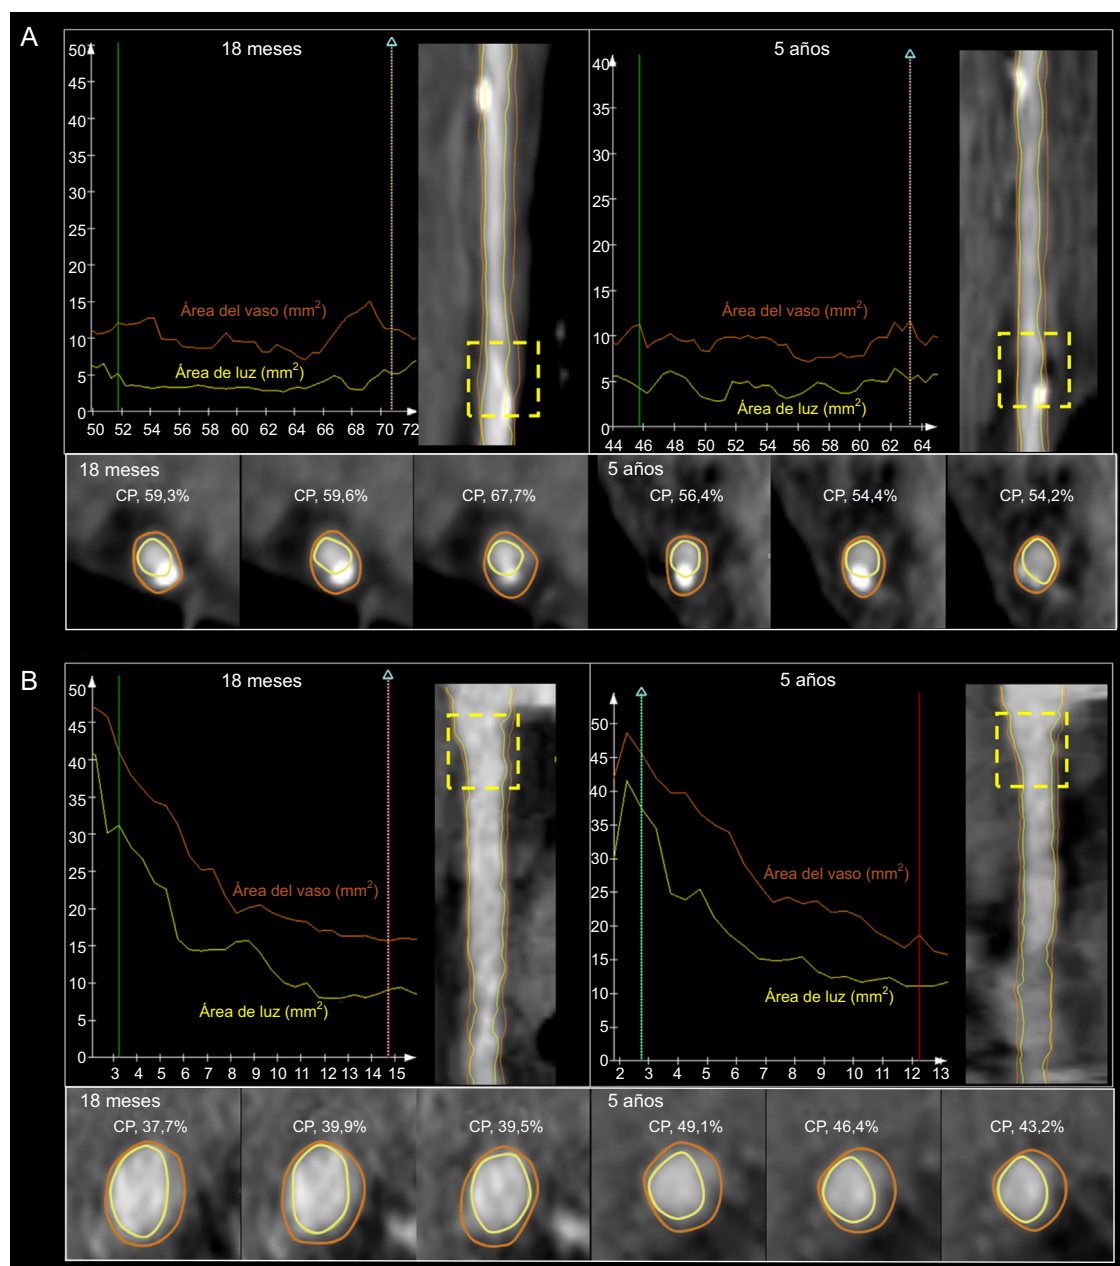 A
18 meses
5 años
50
45
40
35
30
25
20
15
10
5
0
Área del vaso (mm²)
Área de luz (mm²)
50 52 54 56 58 60 62 64 66 68 70 72
40
35
30
25
20
15
10
5
0
Área del vaso (mm²)
Área de luz (mm²)
44 46 48 50 52 54 56 58 60 62 64
18 meses
5 años
CP, 59,3% CP, 59,6% CP, 67,7% CP, 56,4% CP, 54,4% CP, 54,2%
B
18 meses
5 años
50
45
40
35
30
25
20
15
10
5
0
Área del vaso (mm²)
Área de luz (mm²)
3 4 5 6 7 8 9 10 11 12 13 14 15
50
45
40
35
30
25
20
15
10
5
0
Área del vaso (mm²)
Área de luz (mm²)
2 3 4 5 6 7 8 9 10 11 12 13
18 meses
5 años
CP, 37,7% CP, 39,9% CP, 39,5% CP, 49,1% CP, 46,4% CP, 43,2%